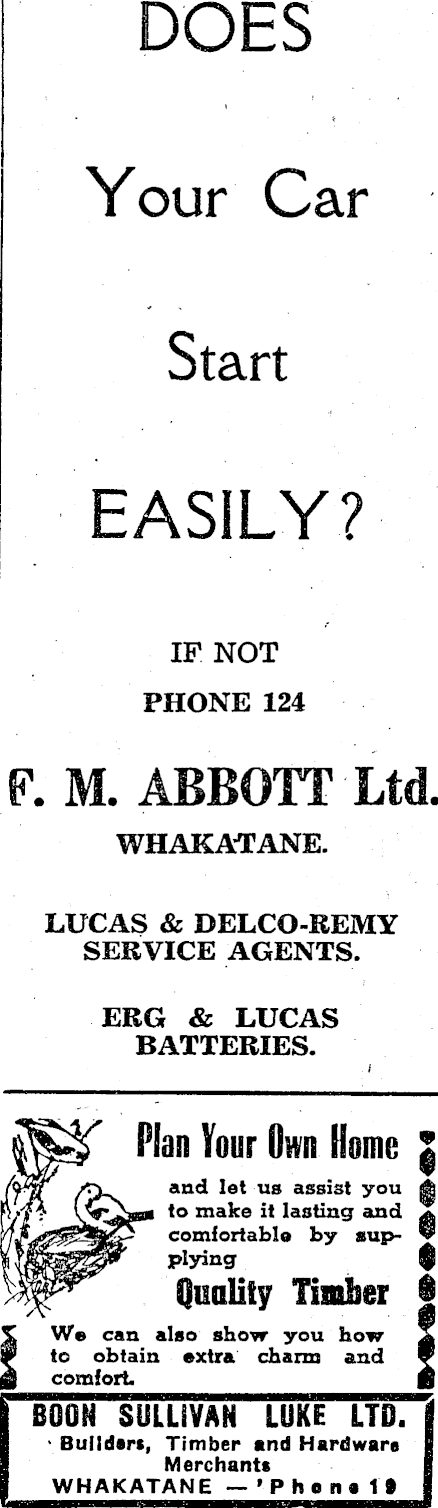 DOES
Your Car
Start
EASILY?
IF NOT
PHONE 124
F. M. ABBOTT Ltd.
WHAKATANE.
LUCAS & DELCO-REMY
SERVICE AGENTS.
ERG & LUCAS
BATTERIES.
Plan Your Own Home
and let us assist you
to make it lasting and
comfortable by sup-
plying
Quality Timber
We can also show you how
to obtain extra charm and
comfort.
BOON SULLIVAN LUKE LTD.
Builders, Timber and Hardware
Merchants
WHAKATANE — 'Phone 19